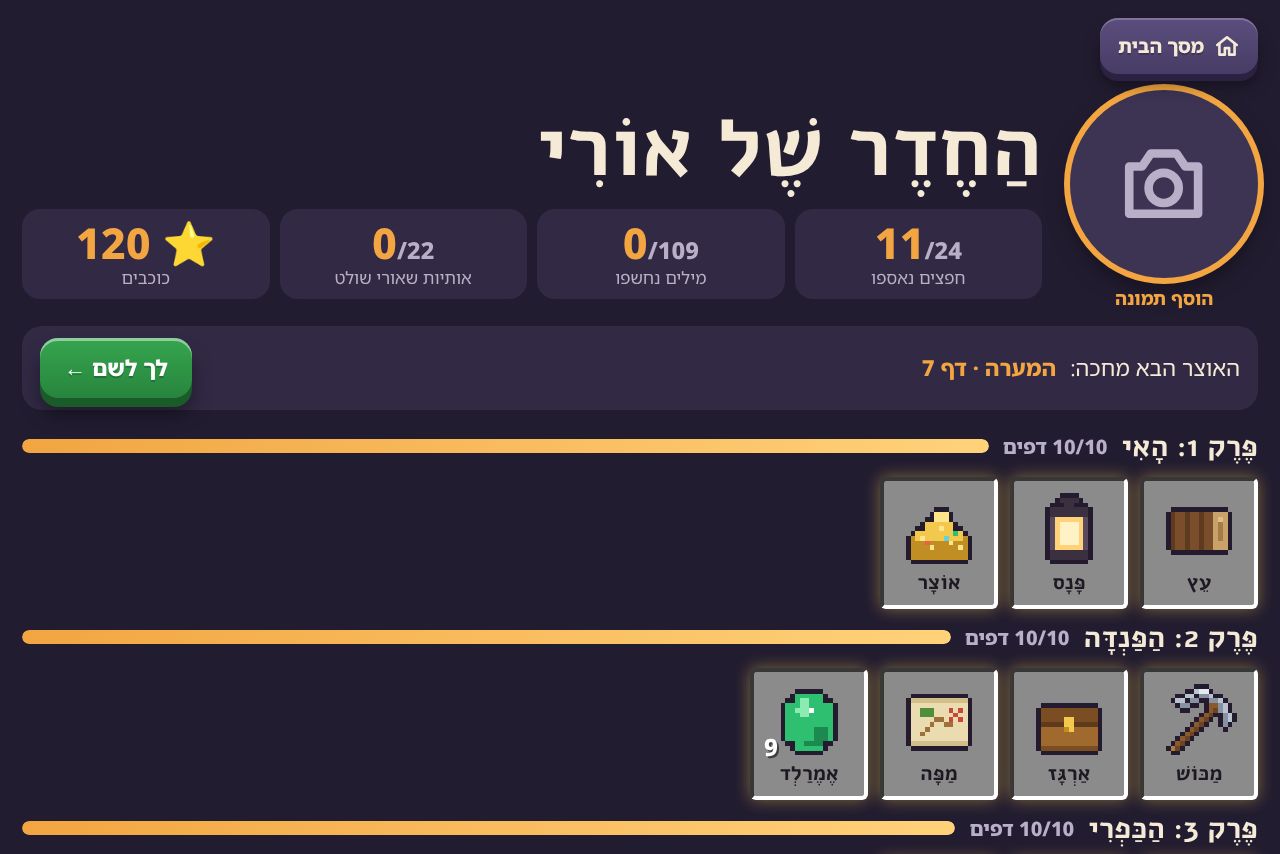 מסך הבית
הַחֶדֶר שֶׁל אוֹרִי
11/24
חפצים נאספו
0/109
מילים נחשפו
0/22
אותיות שאורי שולט
⭐ 120
כוכבים
הוסף תמונה
האוצר הבא מחכה: המערה · דף 7
לך לשם ←
פֶּרֶק 1: הָאִי
10/10 דפים
עֵץ
פָּנָס
אוֹצָר
פֶּרֶק 2: הַפַּנְדָּה
10/10 דפים
מַכּוֹשׁ
אַרְגָּז
מַפָּה
9
אֶמֶרַלְד
פֶּרֶק 3: הַכַּפְרִי
10/10 דפים